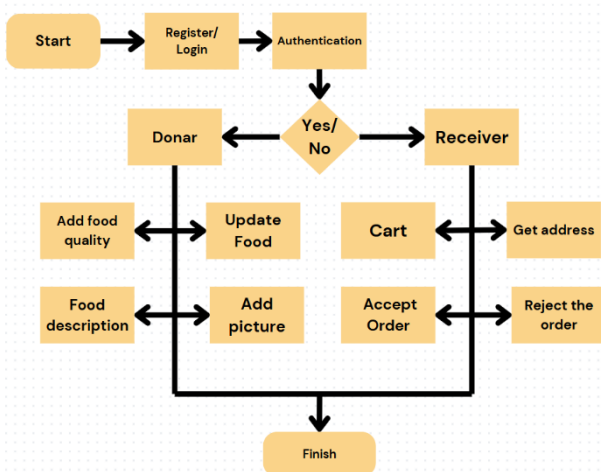 Start
Register/
Login
Authentication
Yes/
No
Donar
Receiver
Add food
quality
Update
Food
Cart
Get address
Food
description
Add
picture
Accept
Order
Reject the
order
Finish